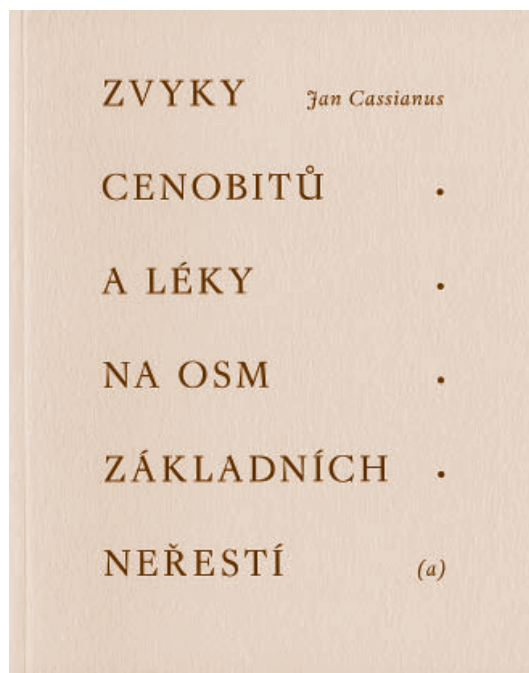 ZVYKY Jan Cassianus
CENOBITŮ •
A LÉKY •
NA OSM •
ZÁKLADNÍCH •
NEŘESTÍ (a)